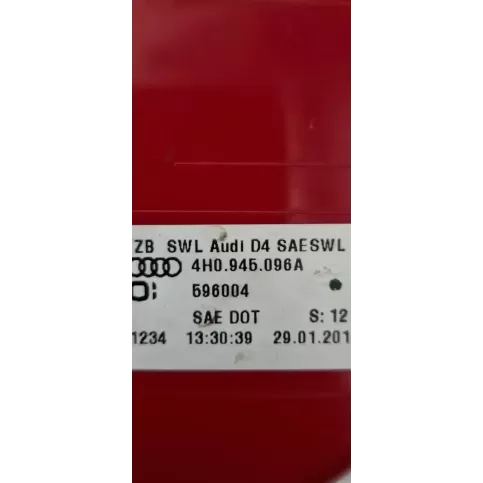 ZB SWL Audi D4 SAESWL
4H0.945.096A
596004
SAE DOT S: 12
1234 13:30:39 29.01.201